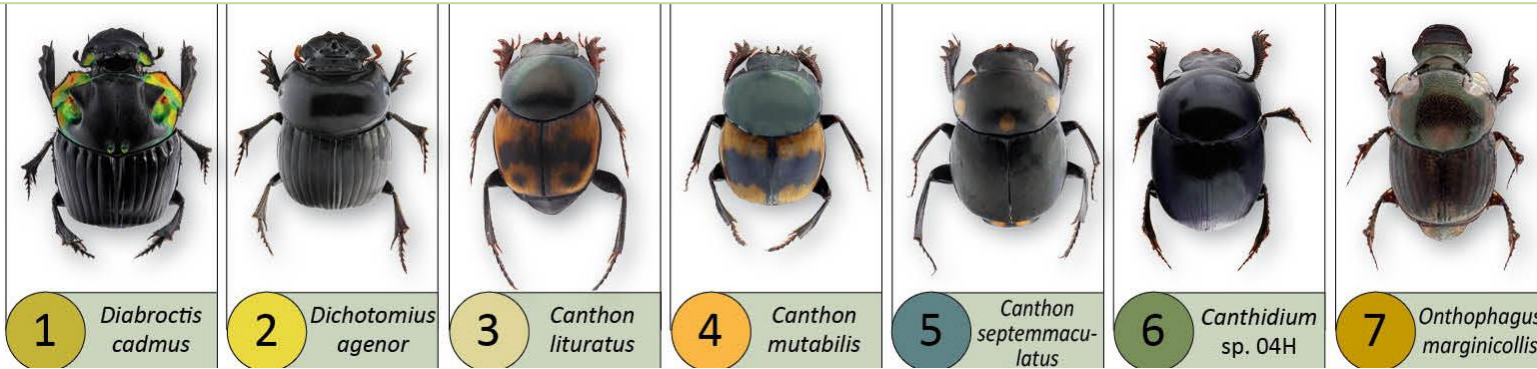 1
Diabroctis
cadmus
2
Dichotomius
agenor
3
Canthon
lituratus
4
Canthon
mutabilis
5
Canthon
septemmacu-
latus
6
Canthidium
sp. 04H
7
Onthophagus
marginicollis